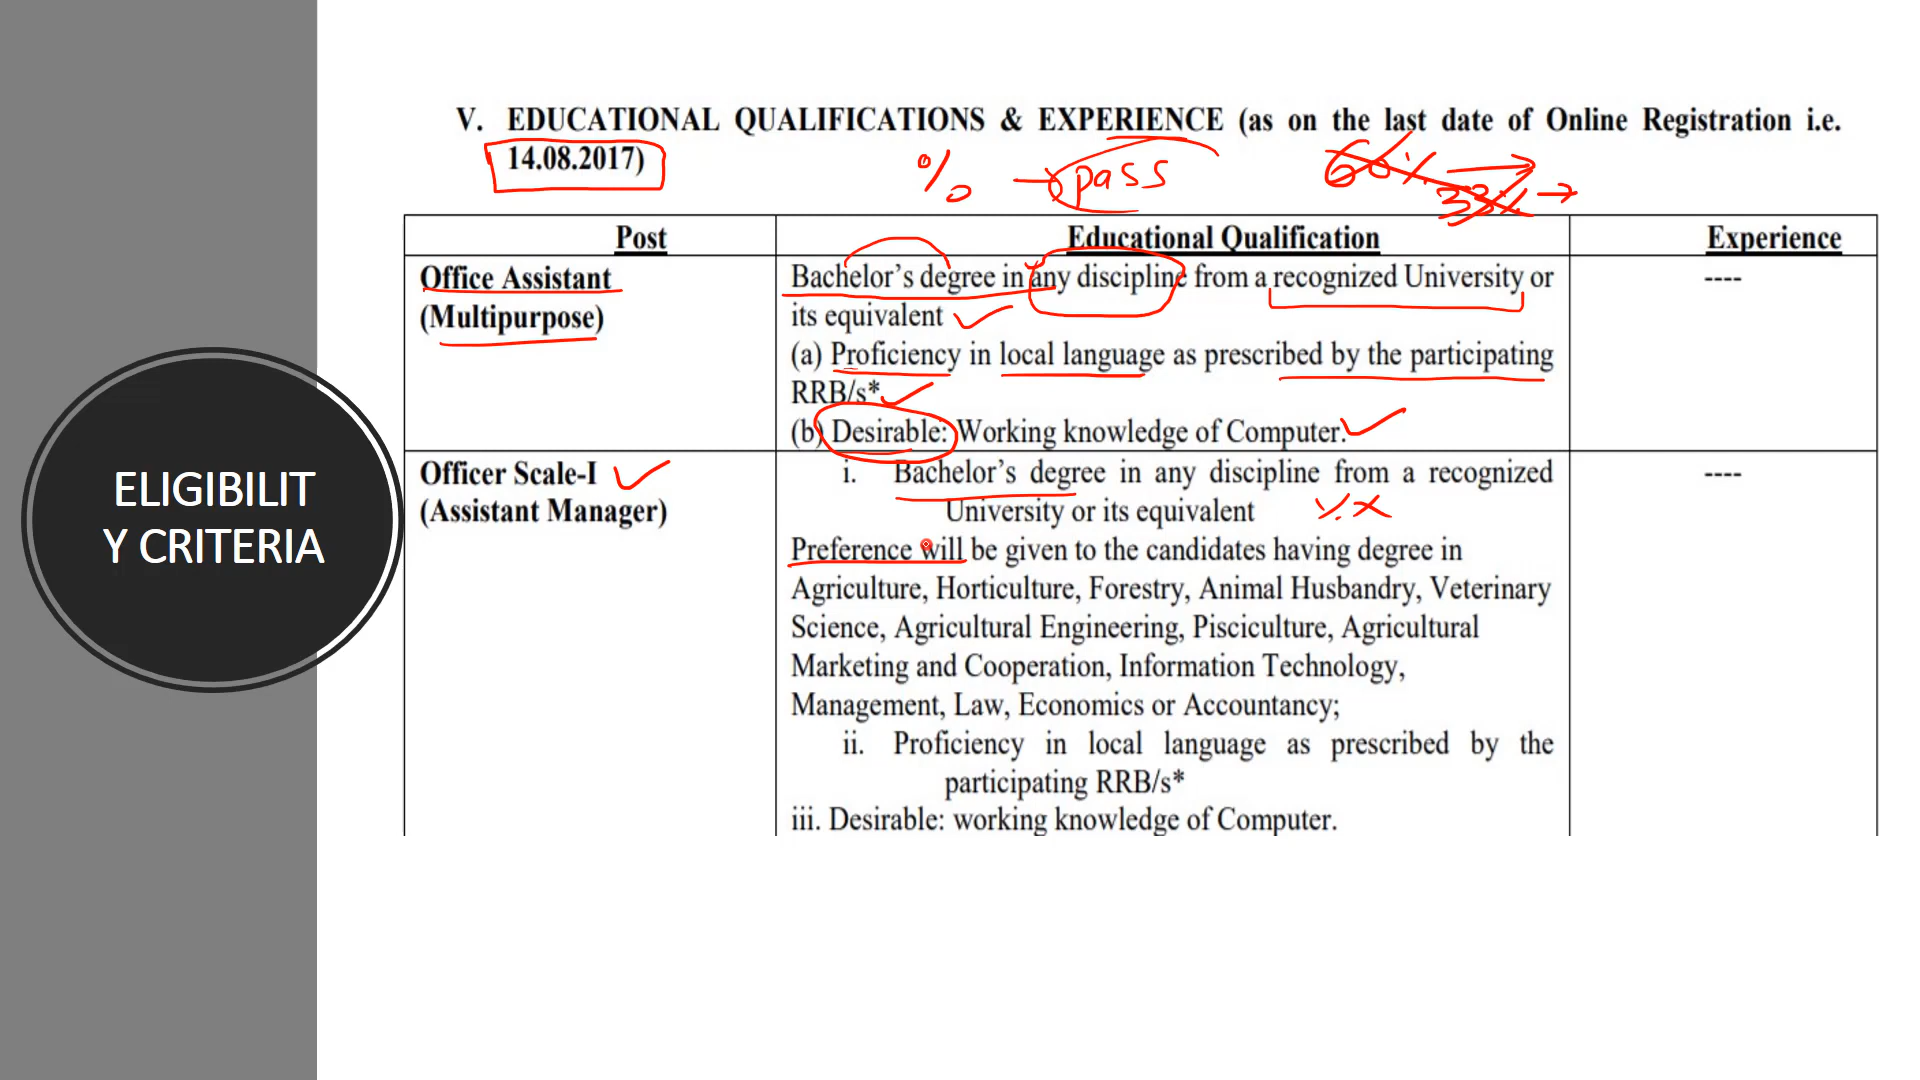 ELIGIBILIT
Y CRITERIA
V. EDUCATIONAL QUALIFICATIONS & EXPERIENCE (as on the last date of Online Registration i.e.
14.08.2017)
% → pass 60% → 33% →
Post Educational Qualification Experience
Office Assistant
(Multipurpose)
Bachelor's degree in any discipline from a recognized University or
its equivalent
(a) Proficiency in local language as prescribed by the participating
RRB/s*
(b) Desirable: Working knowledge of Computer.
----
Officer Scale-I
(Assistant Manager)
i. Bachelor's degree in any discipline from a recognized
University or its equivalent % ×
Preference will be given to the candidates having degree in
Agriculture, Horticulture, Forestry, Animal Husbandry, Veterinary
Science, Agricultural Engineering, Pisciculture, Agricultural
Marketing and Cooperation, Information Technology,
Management, Law, Economics or Accountancy;
ii. Proficiency in local language as prescribed by the
participating RRB/s*
iii. Desirable: working knowledge of Computer.
----